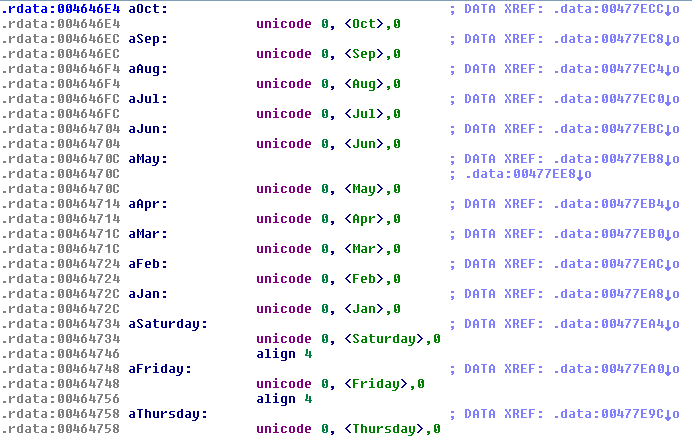 .rdata:004646E4 aOct: ; DATA XREF: .data:00477ECC↓o
.rdata:004646E4 unicode 0, <Oct>,0
.rdata:004646EC aSep: ; DATA XREF: .data:00477EC8↓o
.rdata:004646EC unicode 0, <Sep>,0
.rdata:004646F4 aAug: ; DATA XREF: .data:00477EC4↓o
.rdata:004646F4 unicode 0, <Aug>,0
.rdata:004646FC aJul: ; DATA XREF: .data:00477EC0↓o
.rdata:004646FC unicode 0, <Jul>,0
.rdata:00464704 aJun: ; DATA XREF: .data:00477EBC↓o
.rdata:00464704 unicode 0, <Jun>,0
.rdata:0046470C aMay: ; DATA XREF: .data:00477EB8↓o
.rdata:0046470C ; .data:00477EE8↓o
.rdata:0046470C unicode 0, <May>,0
.rdata:00464714 aApr: ; DATA XREF: .data:00477EB4↓o
.rdata:00464714 unicode 0, <Apr>,0
.rdata:0046471C aMar: ; DATA XREF: .data:00477EB0↓o
.rdata:0046471C unicode 0, <Mar>,0
.rdata:00464724 aFeb: ; DATA XREF: .data:00477EAC↓o
.rdata:00464724 unicode 0, <Feb>,0
.rdata:0046472C aJan: ; DATA XREF: .data:00477EA8↓o
.rdata:0046472C unicode 0, <Jan>,0
.rdata:00464734 aSaturday: ; DATA XREF: .data:00477EA4↓o
.rdata:00464734 unicode 0, <Saturday>,0
.rdata:00464746 align 4
.rdata:00464748 aFriday: ; DATA XREF: .data:00477EA0↓o
.rdata:00464748 unicode 0, <Friday>,0
.rdata:00464756 align 4
.rdata:00464758 aThursday: ; DATA XREF: .data:00477E9C↓o
.rdata:00464758 unicode 0, <Thursday>,0